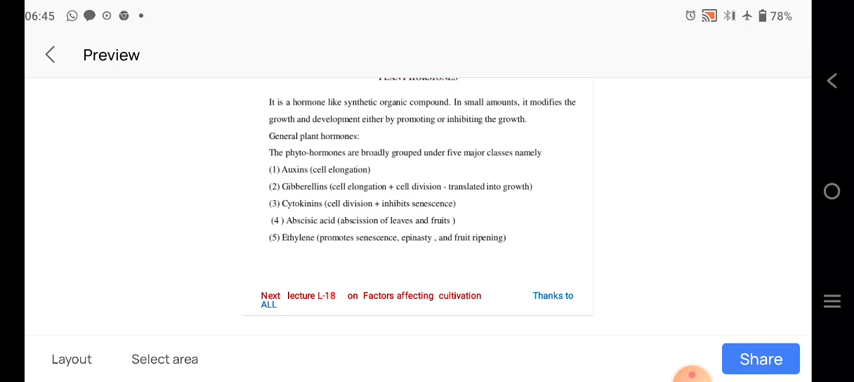 06:45
78%
Preview
PLANT HORMONES
It is a hormone like synthetic organic compound. In small amounts, it modifies the
growth and development either by promoting or inhibiting the growth.
General plant hormones:
The phyto-hormones are broadly grouped under five major classes namely
(1) Auxins (cell elongation)
(2) Gibberellins (cell elongation + cell division - translated into growth)
(3) Cytokinins (cell division + inhibits senescence)
(4 ) Abscisic acid (abscission of leaves and fruits )
(5) Ethylene (promotes senescence, epinasty , and fruit ripening)
Next lecture L-18 on Factors affecting cultivation Thanks to
ALL
Layout Select area Share